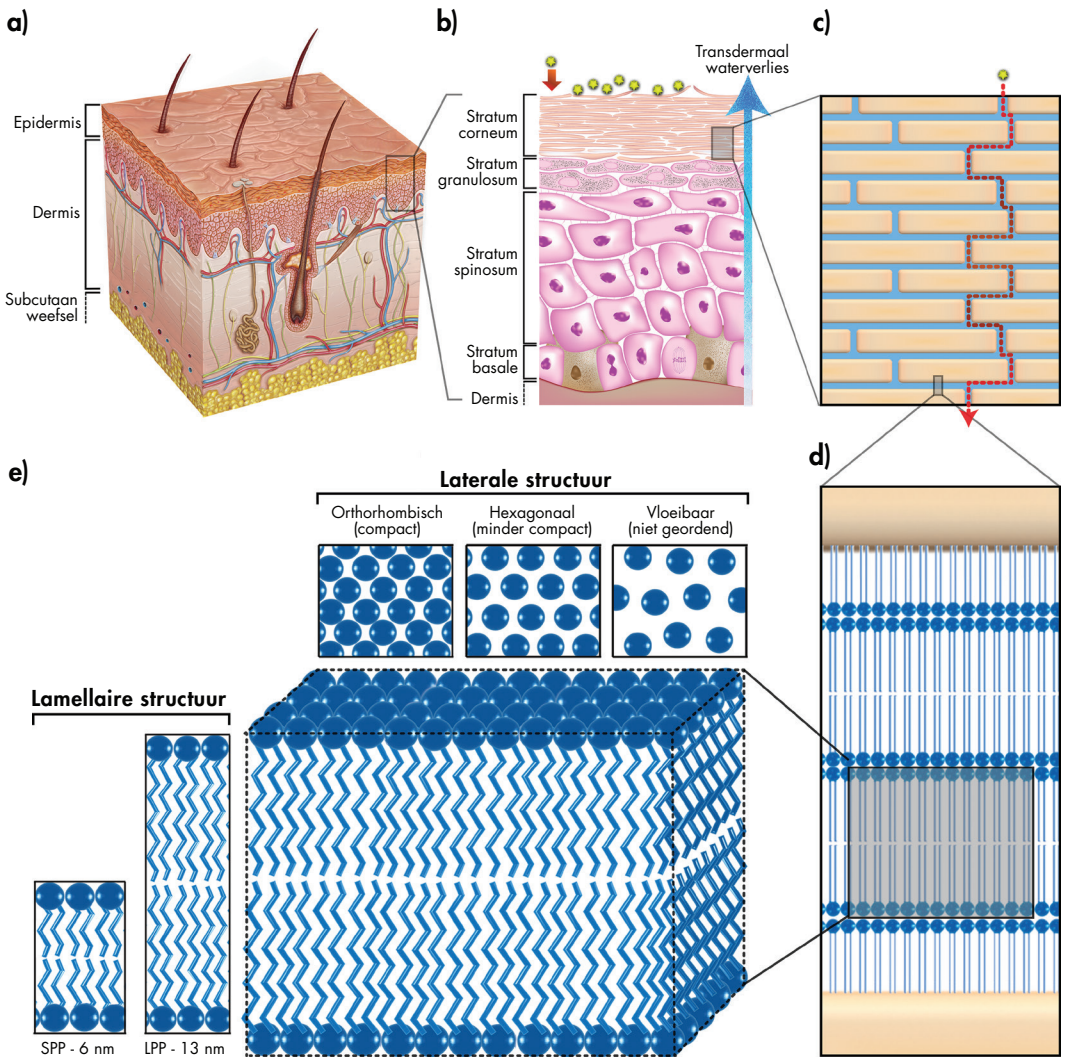 a)
Epidermis
Dermis
Subcutaan
weefsel
b)
Transdermaal
waterverlies
Stratum
corneum
Stratum
granulosum
Stratum
spinosum
Stratum
basale
Dermis
c)
d)
e)
Laterale structuur
Orthorhombisch
(compact)
Hexagonaal
(minder compact)
Vloeibaar
(niet geordend)
Lamellaire structuur
SPP - 6 nm
LPP - 13 nm